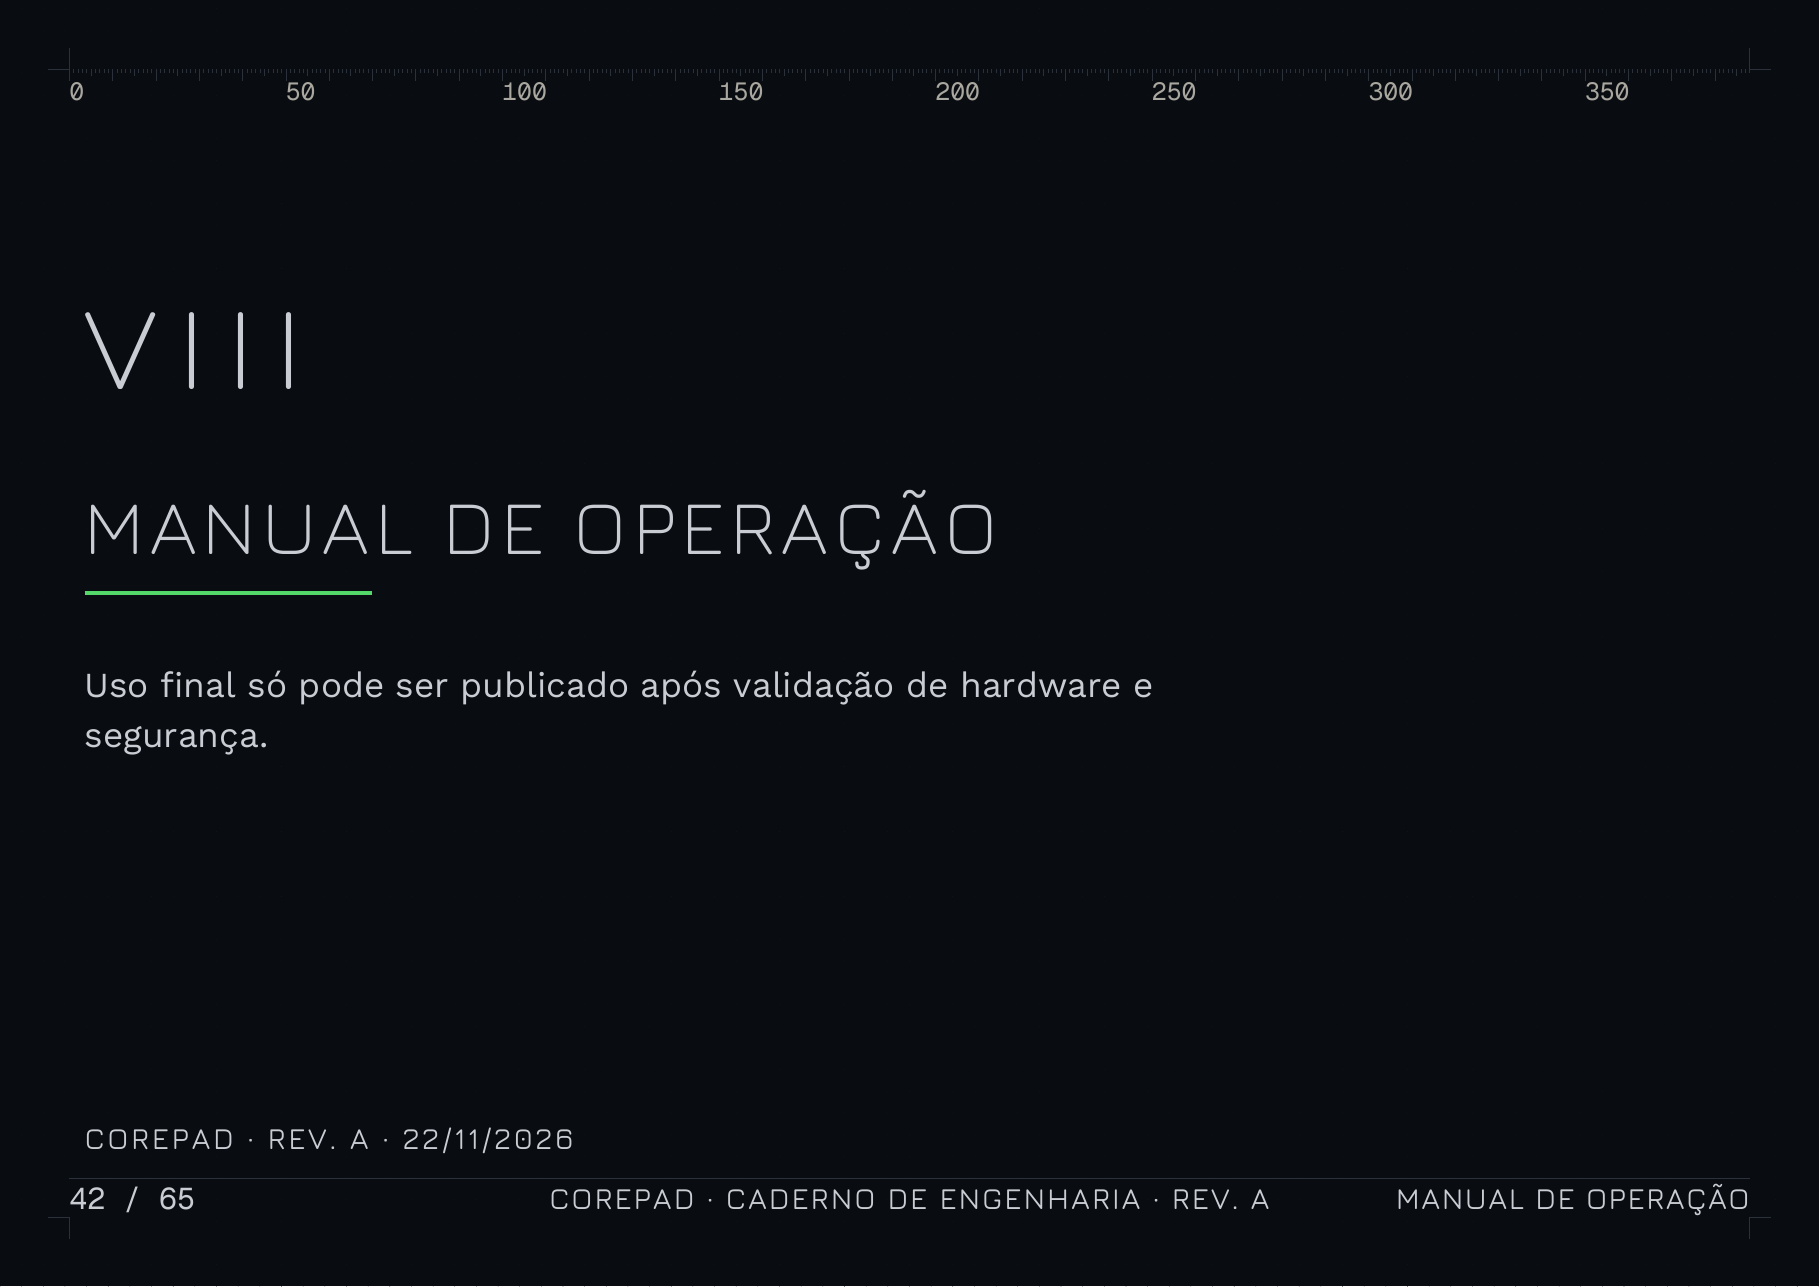 0 50 100 150 200 250 300 350
VIII
MANUAL DE OPERAÇÃO
Uso final só pode ser publicado após validação de hardware e
segurança.
COREPAD · REV. A · 22/11/2026
42 / 65 COREPAD · CADERNO DE ENGENHARIA · REV. A MANUAL DE OPERAÇÃO